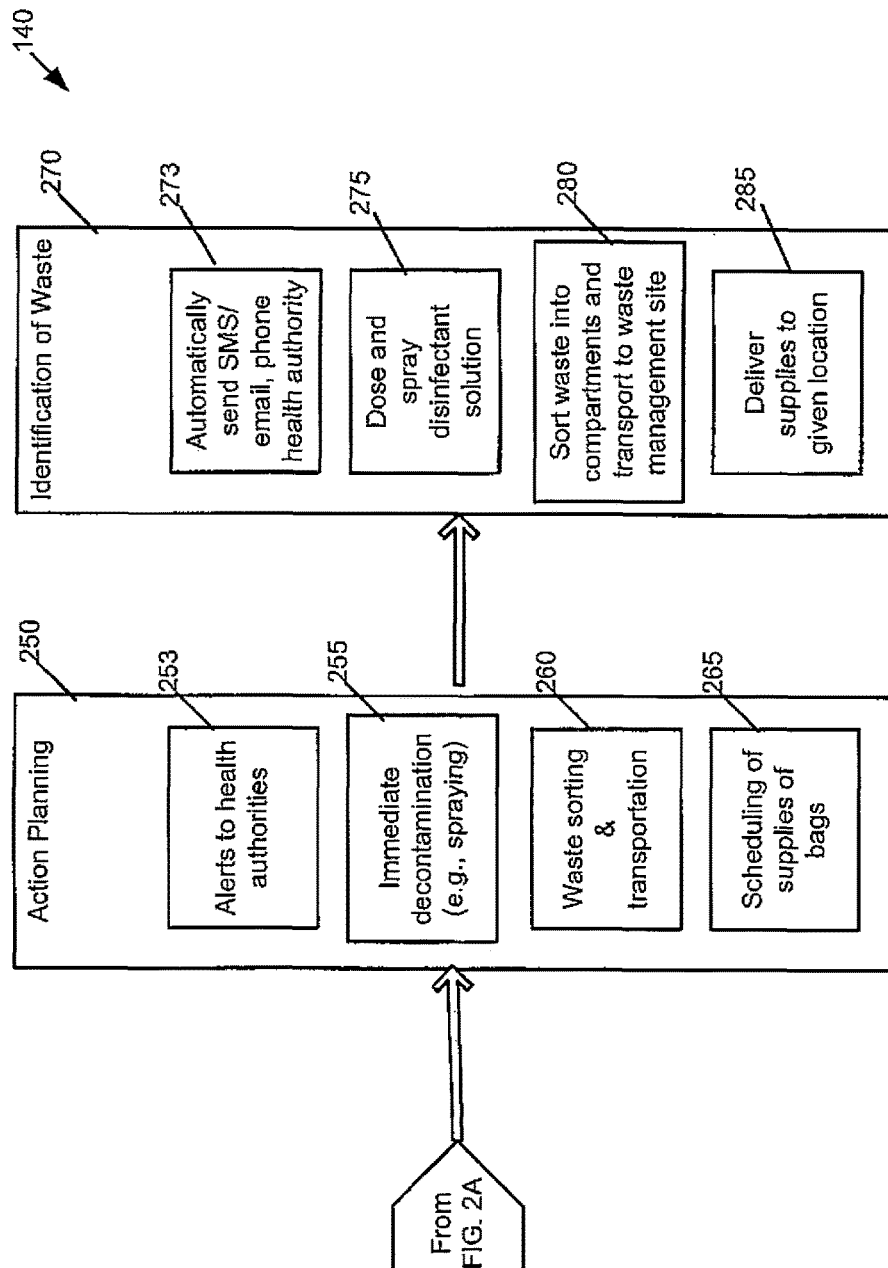 140
From
FIG. 2A
250
Action Planning
253
Alerts to health
authorities
255
Immediate
decontamination
(e.g., spraying)
260
Waste sorting
&
transportation
265
Scheduling of
supplies of
bags
270
Identification of Waste
273
Automatically
send SMS/
email, phone
health authority
275
Dose and
spray
disinfectant
solution
280
Sort waste into
compartments and
transport to waste
management site
285
Deliver
supplies to
given location